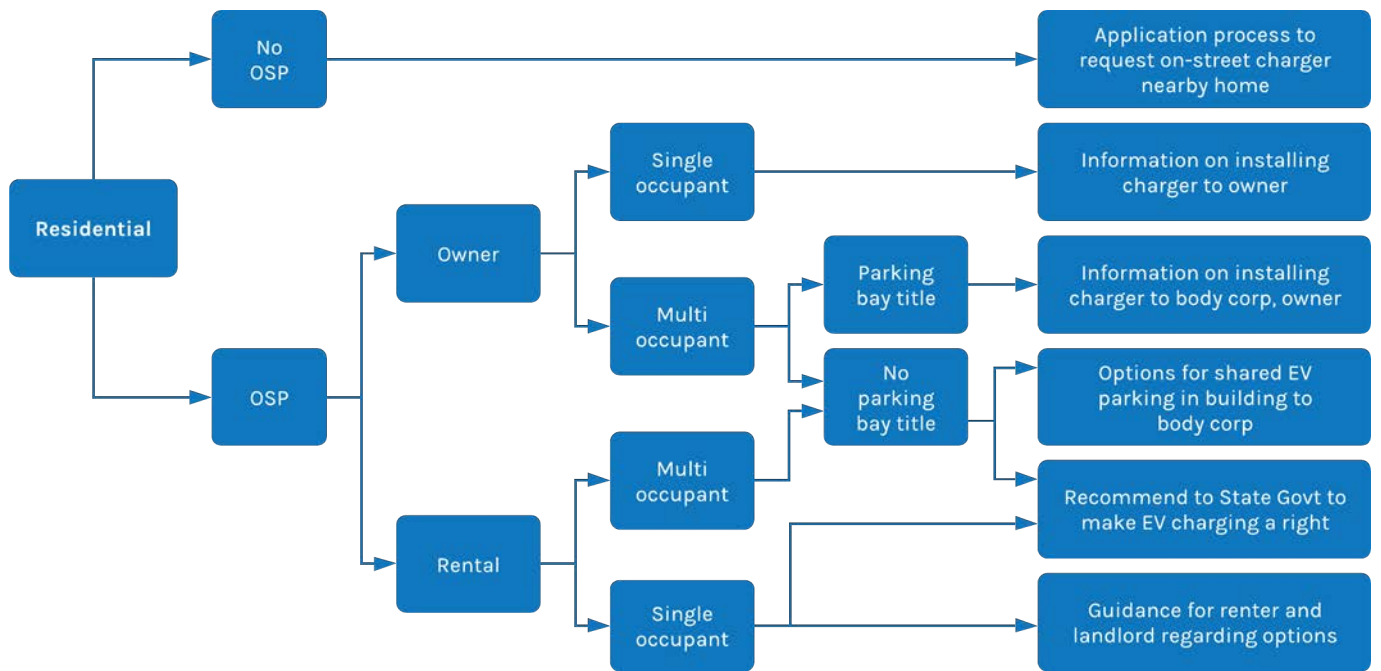 No
OSP
Application process to
request on-street charger
nearby home
Single
occupant
Information on installing
charger to owner
Residential
Owner
Parking
bay title
Information on installing
charger to body corp, owner
Multi
occupant
OSP
No
parking
bay title
Options for shared EV
parking in building to
body corp
Multi
occupant
Recommend to State Govt to
make EV charging a right
Rental
Single
occupant
Guidance for renter and
landlord regarding options